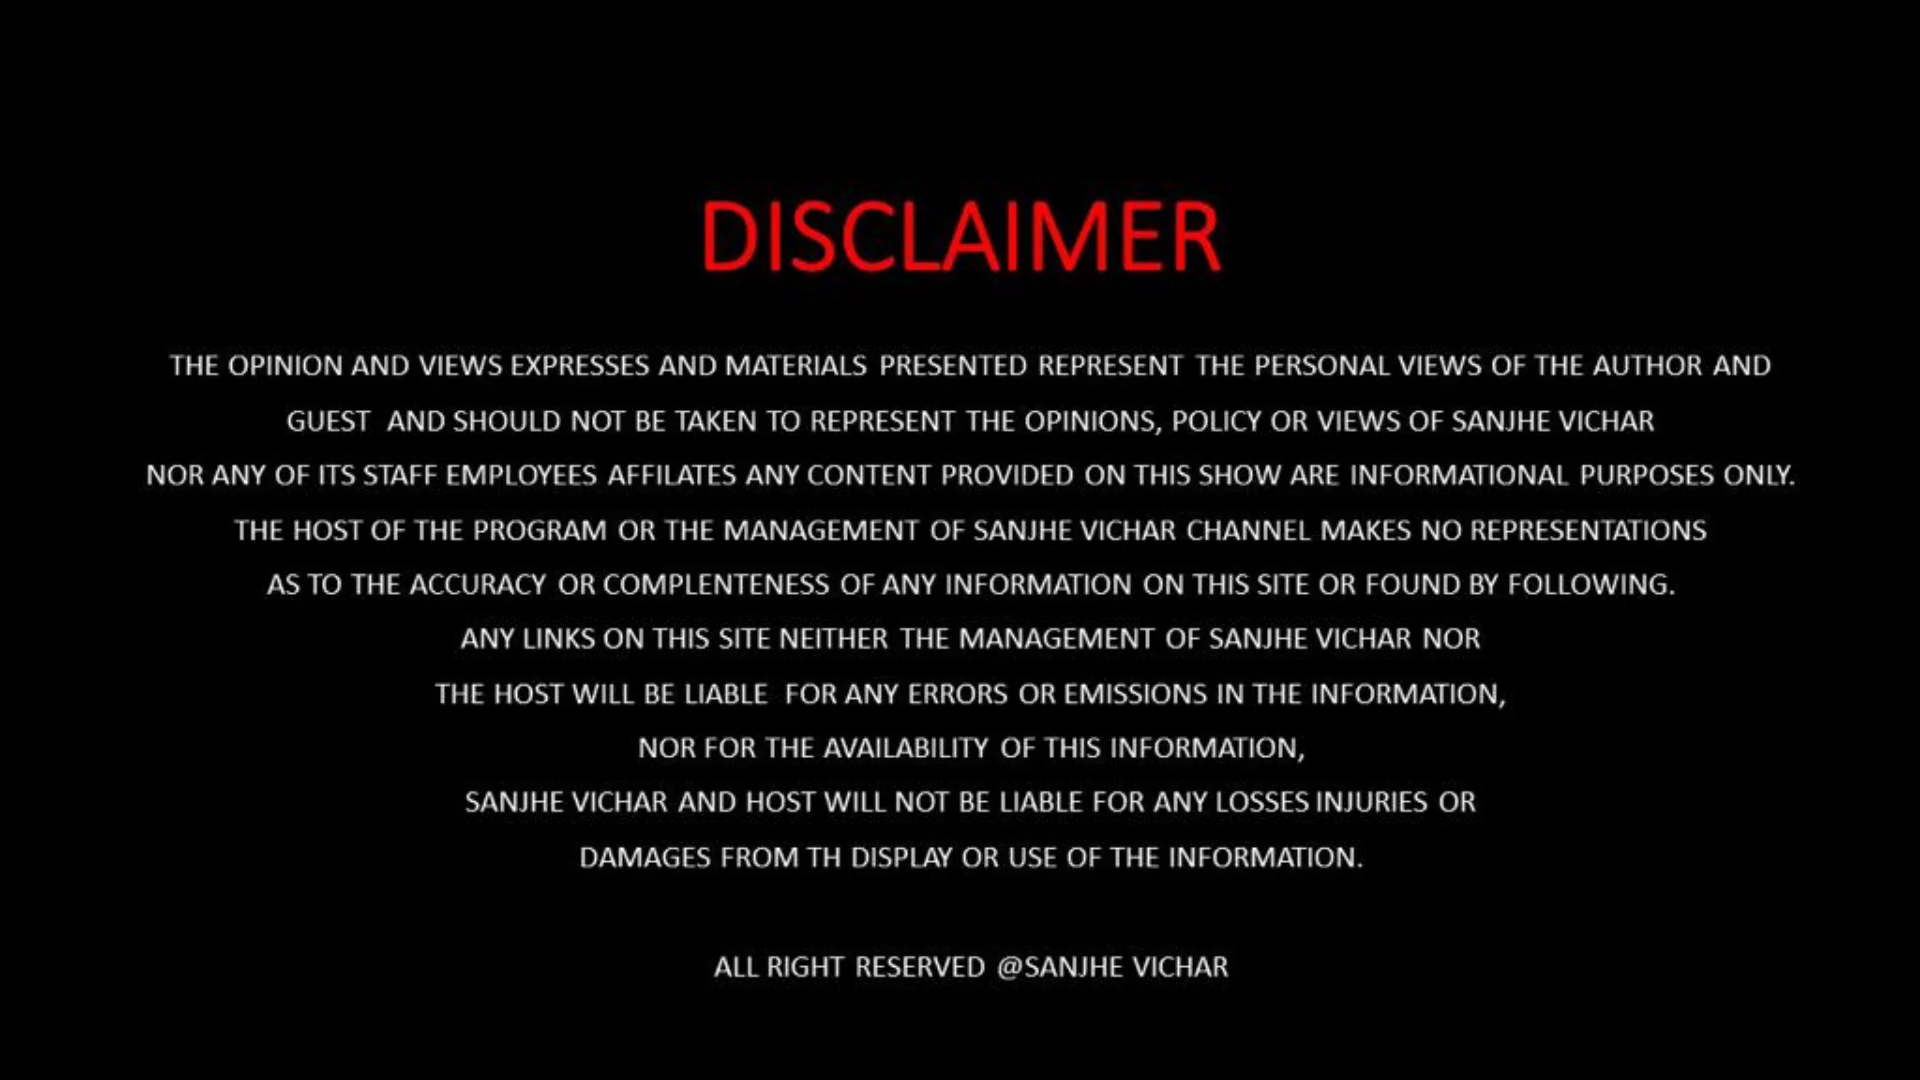 DISCLAIMER
THE OPINION AND VIEWS EXPRESSES AND MATERIALS PRESENTED REPRESENT THE PERSONAL VIEWS OF THE AUTHOR AND
GUEST AND SHOULD NOT BE TAKEN TO REPRESENT THE OPINIONS, POLICY OR VIEWS OF SANJHE VICHAR
NOR ANY OF ITS STAFF EMPLOYEES AFFILATES ANY CONTENT PROVIDED ON THIS SHOW ARE INFORMATIONAL PURPOSES ONLY.
THE HOST OF THE PROGRAM OR THE MANAGEMENT OF SANJHE VICHAR CHANNEL MAKES NO REPRESENTATIONS
AS TO THE ACCURACY OR COMPLENTENESS OF ANY INFORMATION ON THIS SITE OR FOUND BY FOLLOWING.
ANY LINKS ON THIS SITE NEITHER THE MANAGEMENT OF SANJHE VICHAR NOR
THE HOST WILL BE LIABLE FOR ANY ERRORS OR EMISSIONS IN THE INFORMATION,
NOR FOR THE AVAILABILITY OF THIS INFORMATION,
SANJHE VICHAR AND HOST WILL NOT BE LIABLE FOR ANY LOSSES INJURIES OR
DAMAGES FROM TH DISPLAY OR USE OF THE INFORMATION.
ALL RIGHT RESERVED @SANJHE VICHAR